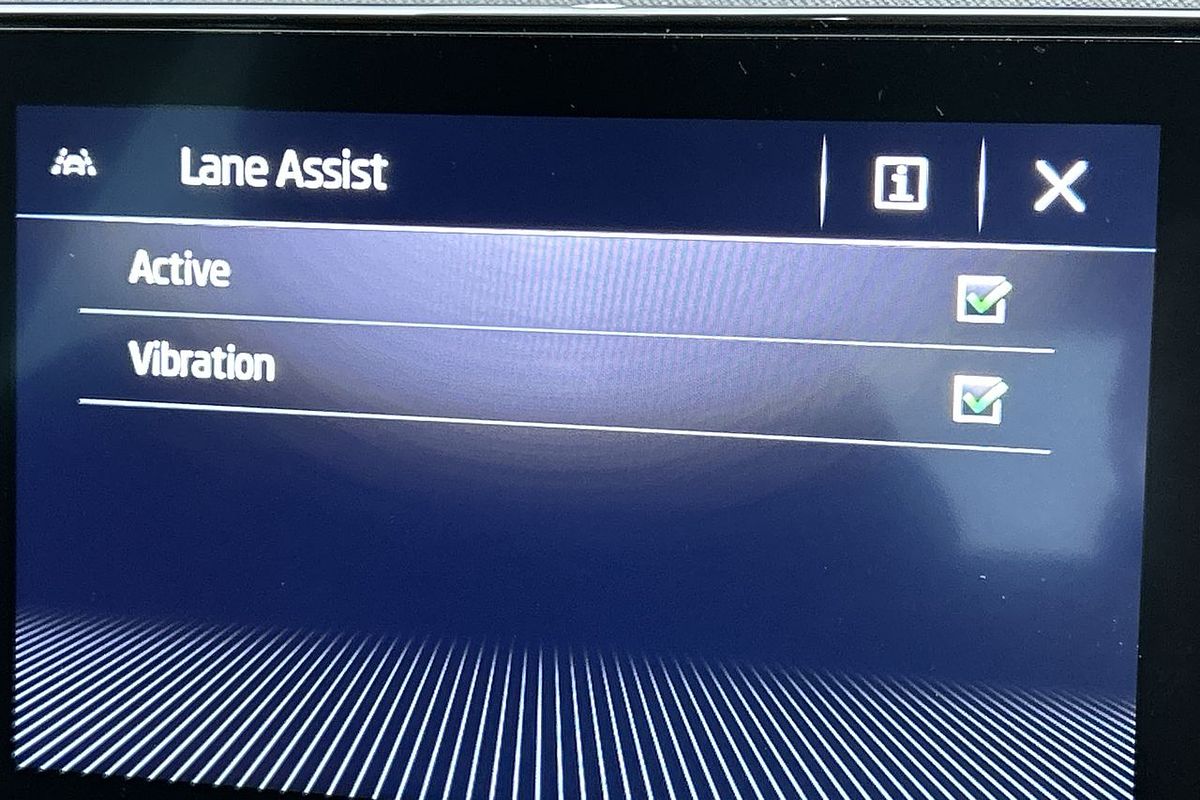 Lane Assist
Active
Vibration